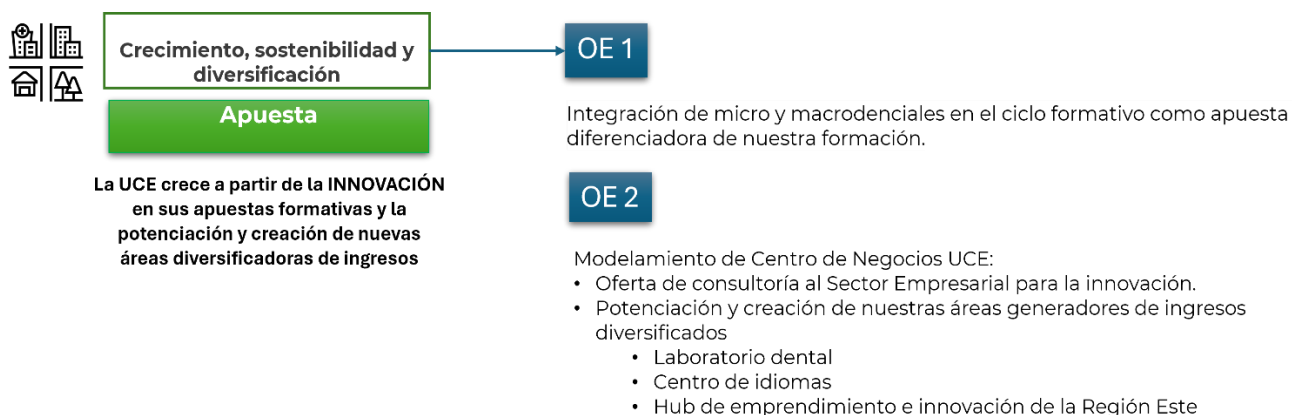 Crecimiento, sostenibilidad y
diversificación
Apuesta
La UCE crece a partir de la INNOVACIÓN
en sus apuestas formativas y la
potenciación y creación de nuevas
áreas diversificadoras de ingresos
OE 1
Integración de micro y macrodenciales en el ciclo formativo como apuesta
diferenciadora de nuestra formación.
OE 2
Modelamiento de Centro de Negocios UCE:
• Oferta de consultoría al Sector Empresarial para la innovación.
• Potenciación y creación de nuestras áreas generadores de ingresos
diversificados
• Laboratorio dental
• Centro de idiomas
• Hub de emprendimiento e innovación de la Región Este